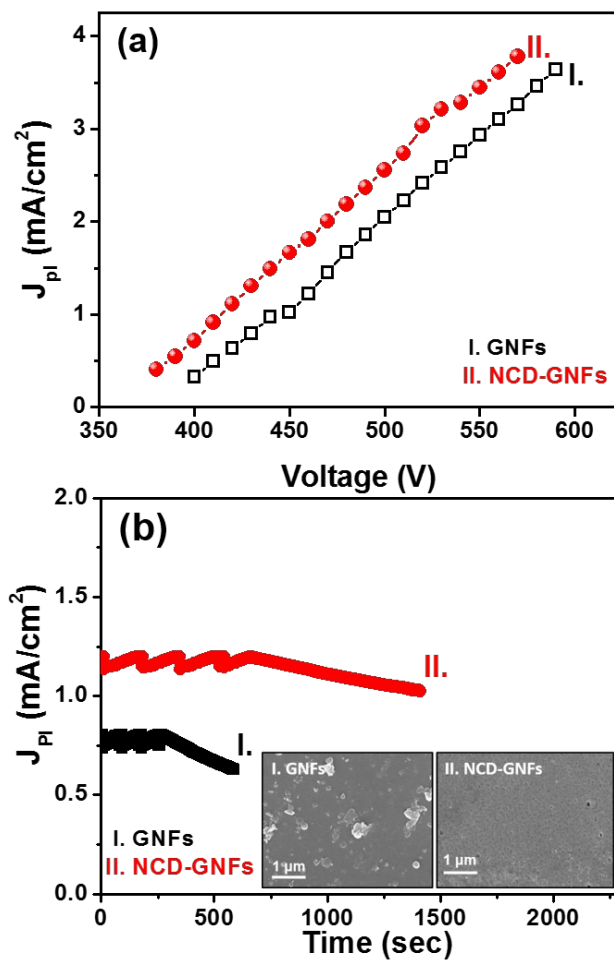 (a)
II.
I.
4
3
2
1
0
J_pl (mA/cm²)
I. GNFs
II. NCD-GNFs
350 400 450 500 550 600
Voltage (V)
(b)
2.0
1.5
1.0
0.5
0.0
J_Pl (mA/cm²)
II.
I.
I. GNFs
II. NCD-GNFs
I. GNFs
1 µm
II. NCD-GNFs
1 µm
0 500 1000 1500 2000
Time (sec)